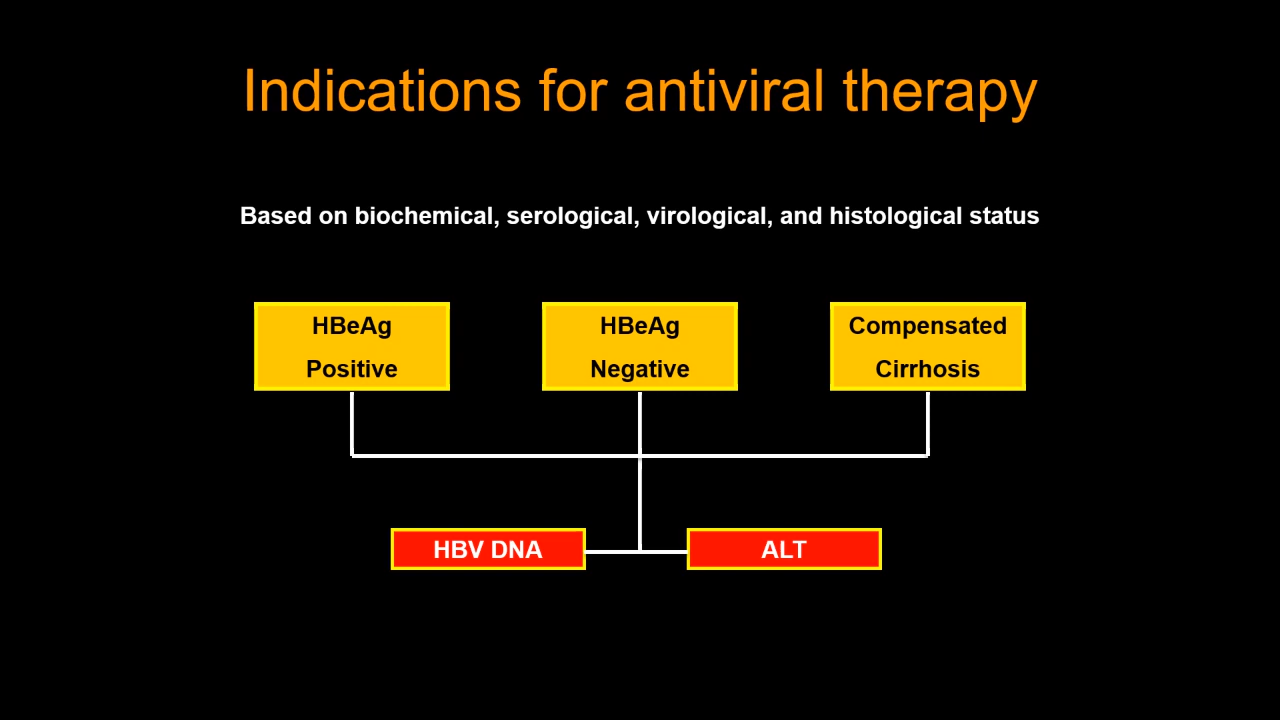 Indications for antiviral therapy
Based on biochemical, serological, virological, and histological status
HBeAg
Positive
HBeAg
Negative
Compensated
Cirrhosis
HBV DNA
ALT